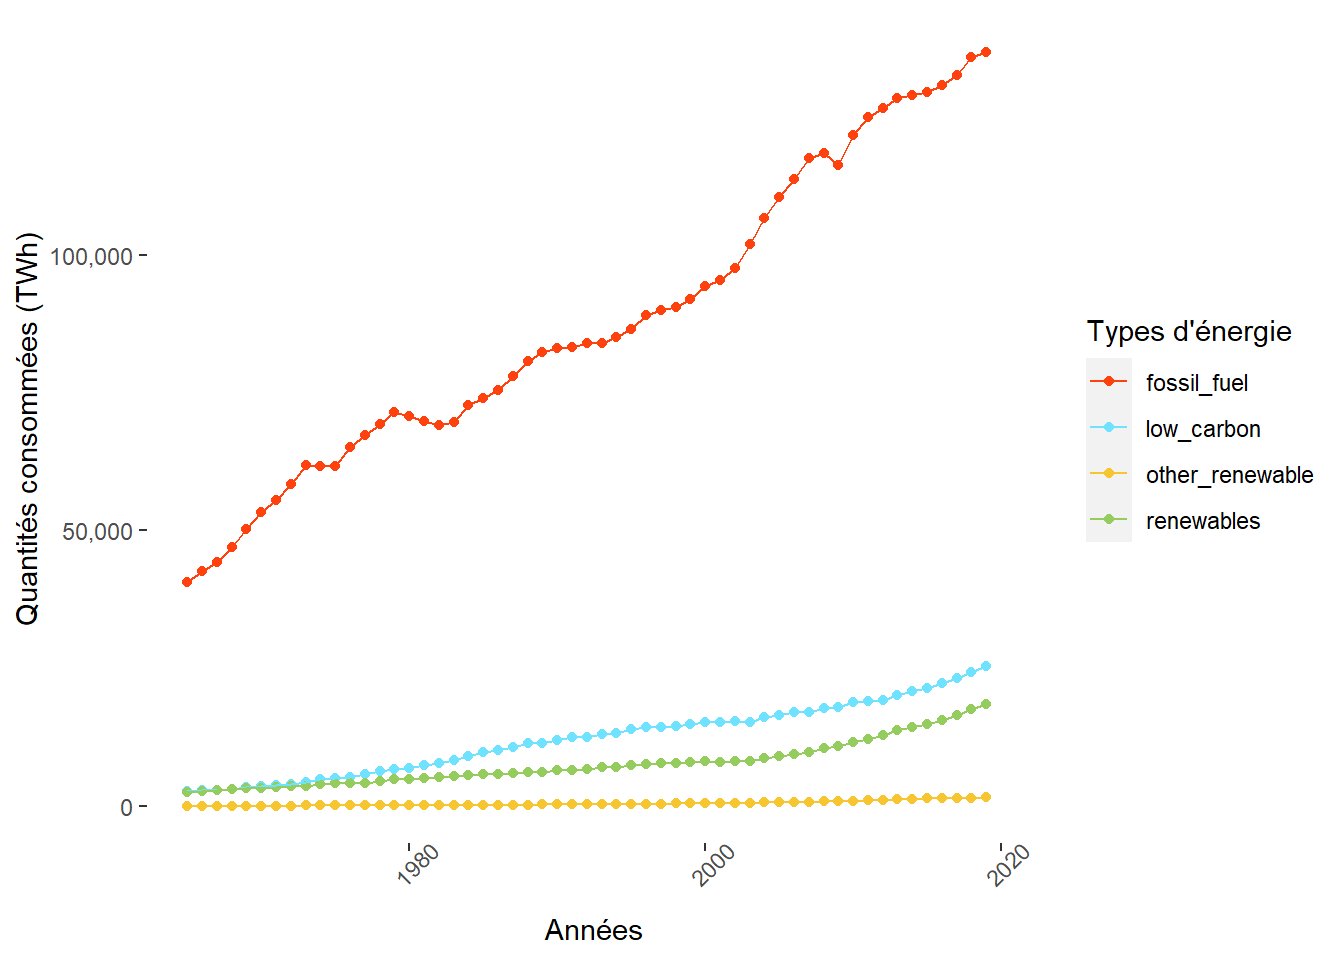 Quantités consommées (TWh)
100,000
50,000
0
1980
2000
2020
Années
Types d'énergie
fossil_fuel
low_carbon
other_renewable
renewables